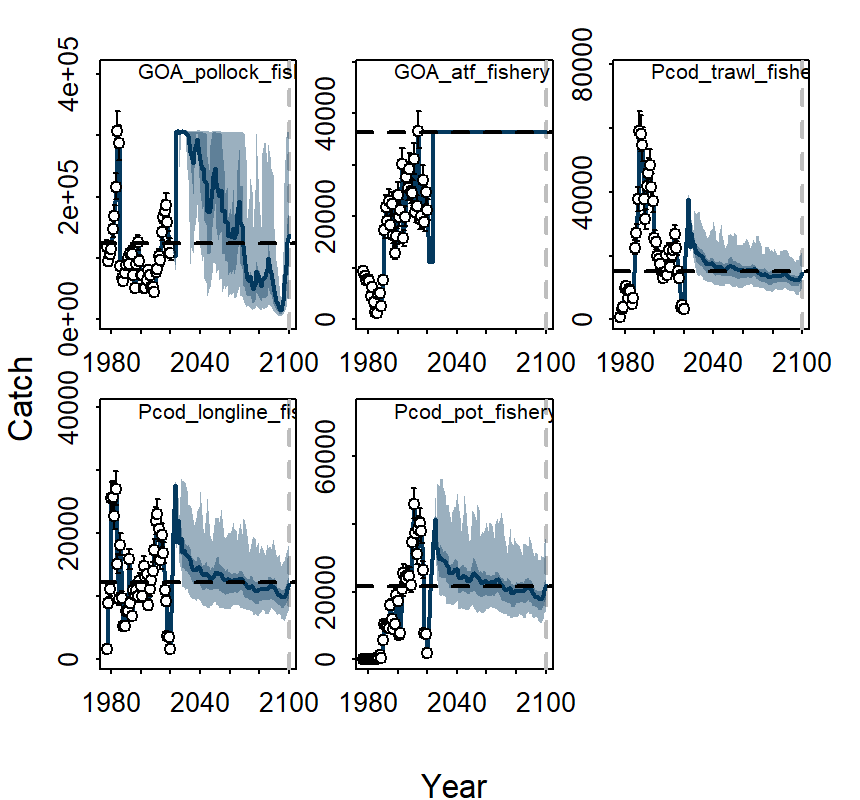 GOA_pollock_fish
GOA_atf_fishery
Pcod_trawl_fishe
0e+00 2e+05 4e+05
0 20000 40000
0 40000 80000
1980 2040 2100
1980 2040 2100
1980 2040 2100
Catch
Pcod_longline_fis
Pcod_pot_fishery
0 20000 40000
0 20000 60000
1980 2040 2100
1980 2040 2100
Year